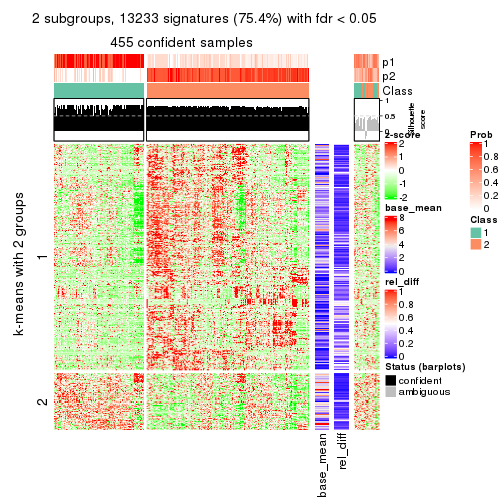 2 subgroups, 13233 signatures (75.4%) with fdr < 0.05
455 confident samples
p1
p2
Class
1
0.5
0
Silhouette
score
k-means with 2 groups
1
2
base_mean
rel_diff
z-score
2
1
0
-1
-2
base_mean
8
6
4
2
0
rel_diff
1
0.8
0.6
0.4
0.2
0
Status (barplots)
confident
ambiguous
Prob
1
0.8
0.6
0.4
0.2
0
Class
1
2